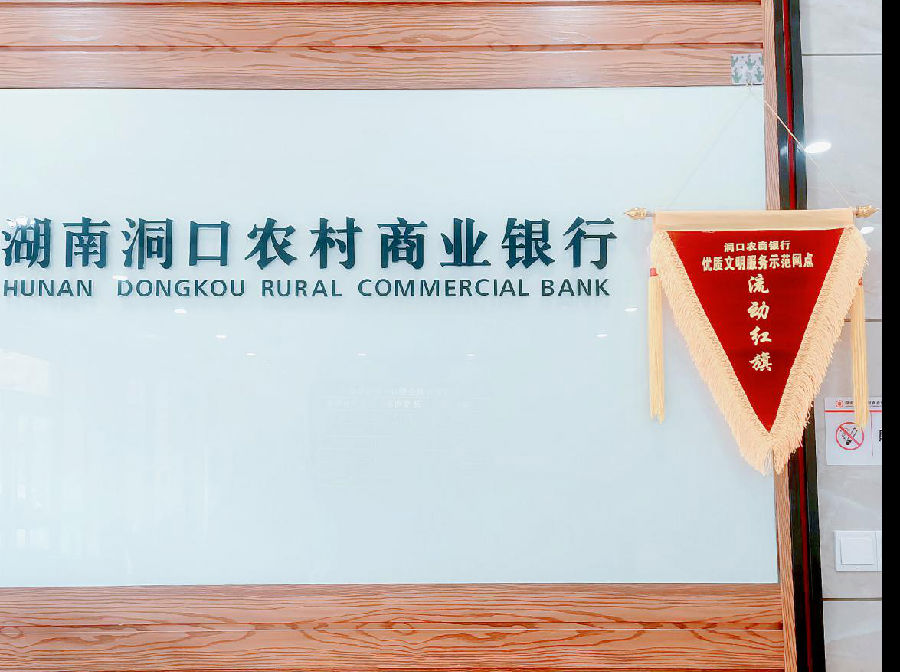 湖南洞口农村商业银行
HUNAN DONGKOU RURAL COMMERCIAL BANK
洞口农商银行
优质文明服务示范网点
流动红旗